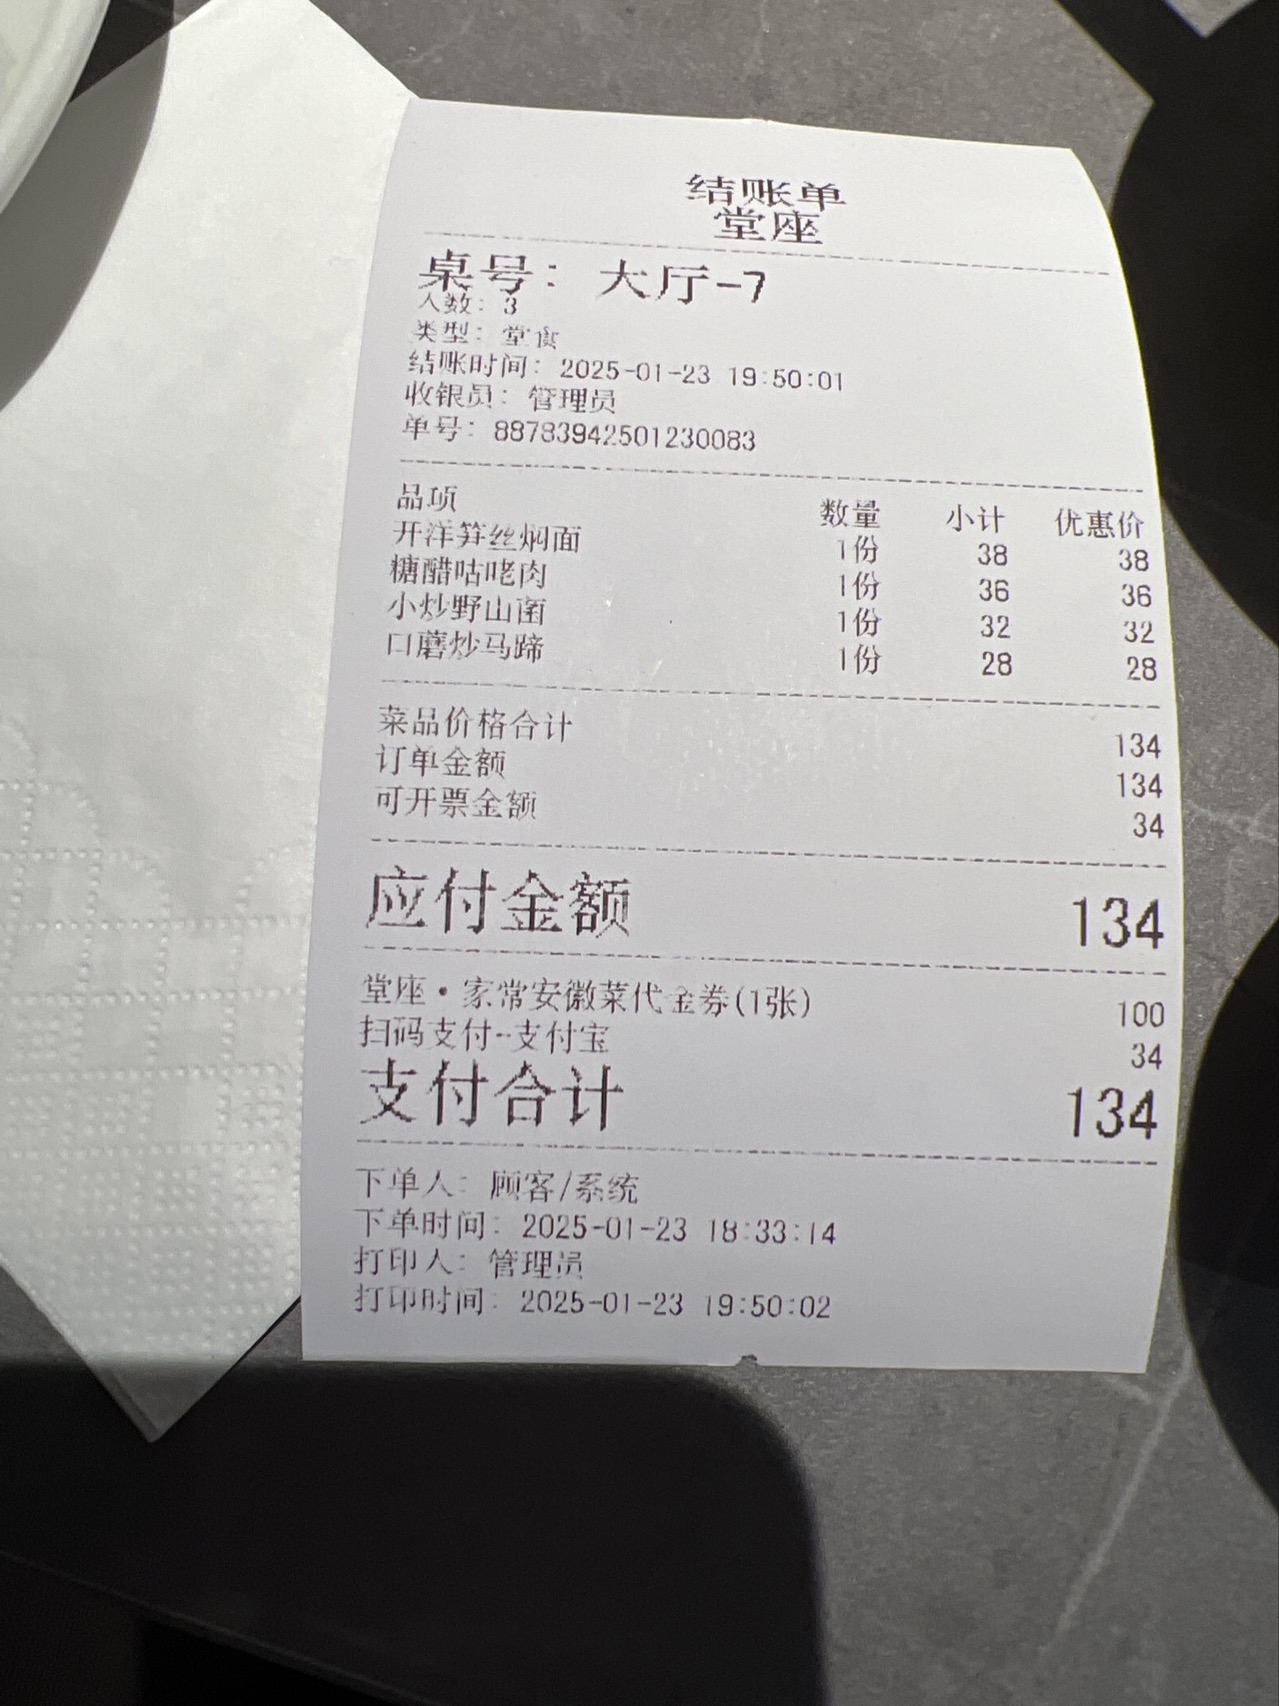 结账单
堂座
桌号: 大厅-7
人数: 3
类型: 堂食
结账时间: 2025-01-23 19:50:01
收银员: 管理员
单号: 88783942501230083
品项 数量 小计 优惠价
开洋笋丝焖面 1份 38 38
糖醋咕咾肉 1份 36 36
小炒野山菌 1份 32 32
口蘑炒马蹄 1份 28 28
菜品价格合计 134
订单金额 134
可开票金额 34
应付金额 134
堂座·家常安徽菜代金券(1张) 100
扫码支付--支付宝 34
支付合计 134
下单人: 顾客/系统
下单时间: 2025-01-23 18:33:14
打印人: 管理员
打印时间: 2025-01-23 19:50:02